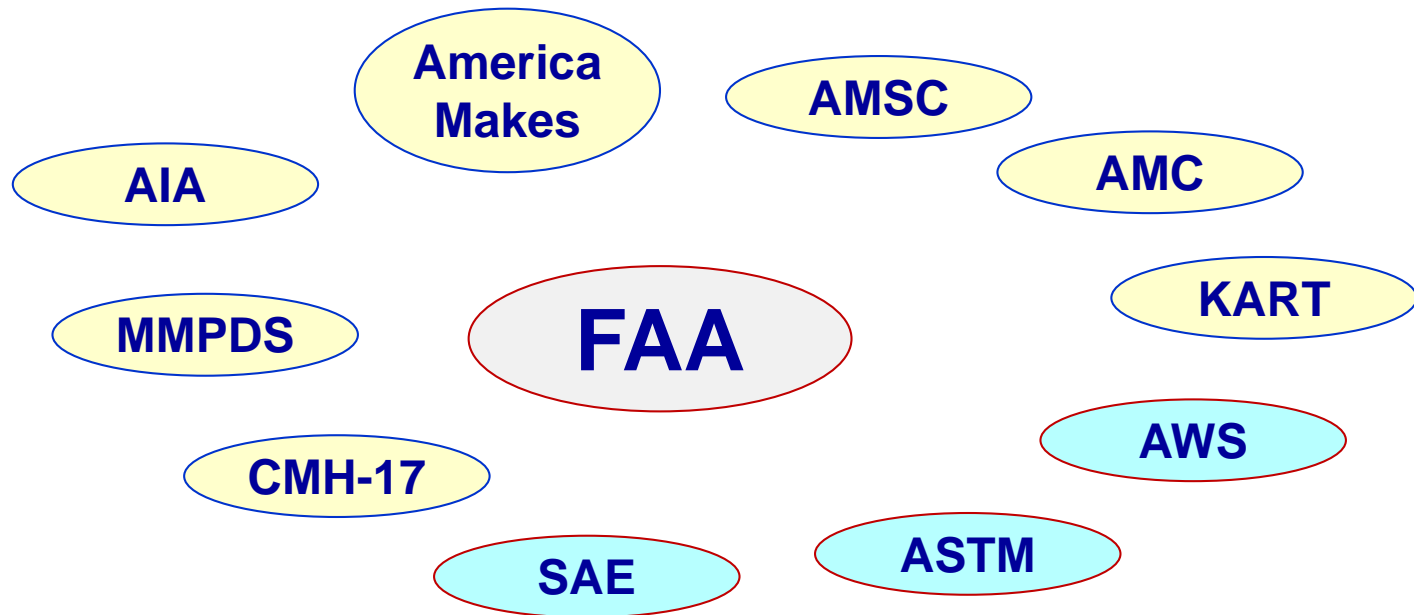 America
Makes
AMSC
AMC
AIA
KART
MMPDS
FAA
AWS
CMH-17
ASTM
SAE